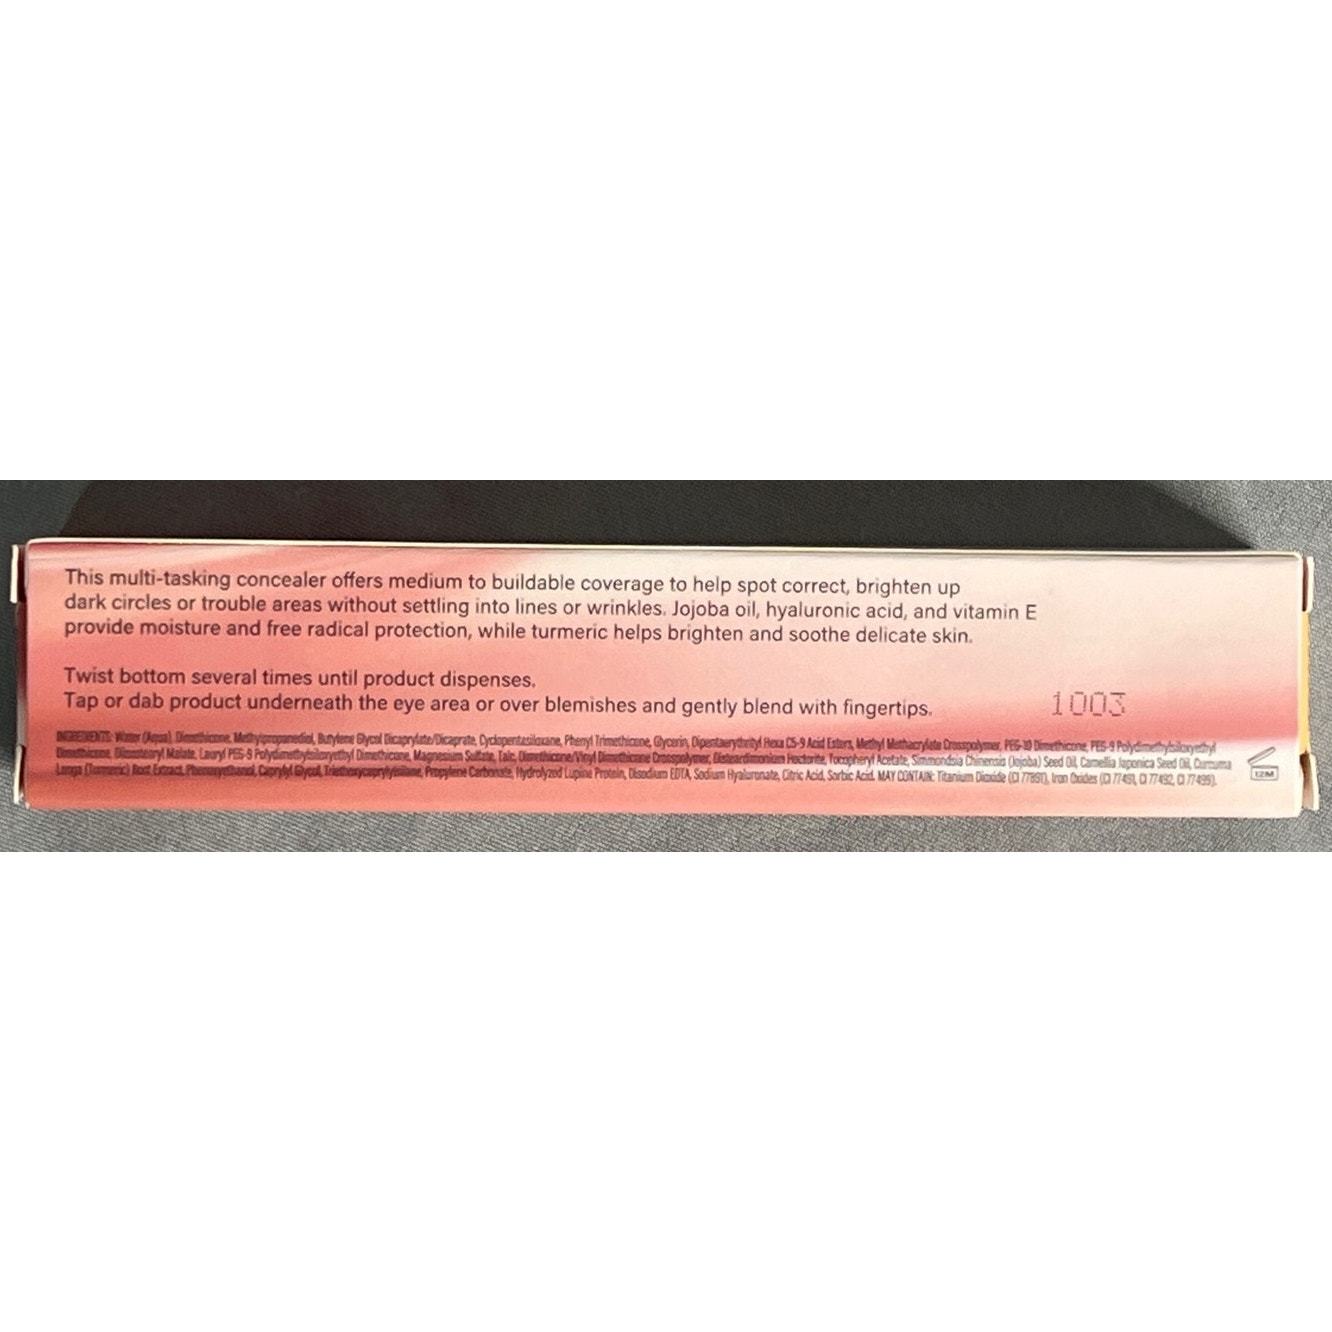 This multi-tasking concealer offers medium to buildable coverage to help spot correct, brighten up
dark circles or trouble areas without settling into lines or wrinkles. Jojoba oil, hyaluronic acid, and vitamin E
provide moisture and free radical protection, while turmeric helps brighten and soothe delicate skin.
Twist bottom several times until product dispenses.
Tap or dab product underneath the eye area or over blemishes and gently blend with fingertips.
1003
INGREDIENTS: Water (Aqua), Dimethicone, Methylpropanediol, Butylene Glycol Dicaprylate/Dicaprate, Cyclopentasiloxane, Phenyl Trimethicone, Glycerin, Dipentaerythrityl Hexa C5-9 Acid Esters, Methyl Methacrylate Crosspolymer, PEG-10 Dimethicone, PEG-9 Polydimethylsiloxyethyl
Dimethicone, Diisostearyl Malate, Lauryl PEG-9 Polydimethylsiloxyethyl Dimethicone, Magnesium Sulfate, Talc, Dimethicone/Vinyl Dimethicone Crosspolymer, Disteardimonium Hectorite, Tocopheryl Acetate, Simmondsia Chinensis (Jojoba) Seed Oil, Camellia Japonica Seed Oil, Curcuma
Longa (Turmeric) Root Extract, Phenoxyethanol, Caprylyl Glycol, Triethoxycaprylylsilane, Propylene Carbonate, Hydrolyzed Lupine Protein, Disodium EDTA, Sodium Hyaluronate, Citric Acid, Sorbic Acid. MAY CONTAIN: Titanium Dioxide (CI 77891), Iron Oxides (CI 77491, CI 77492, CI 77499).
12M